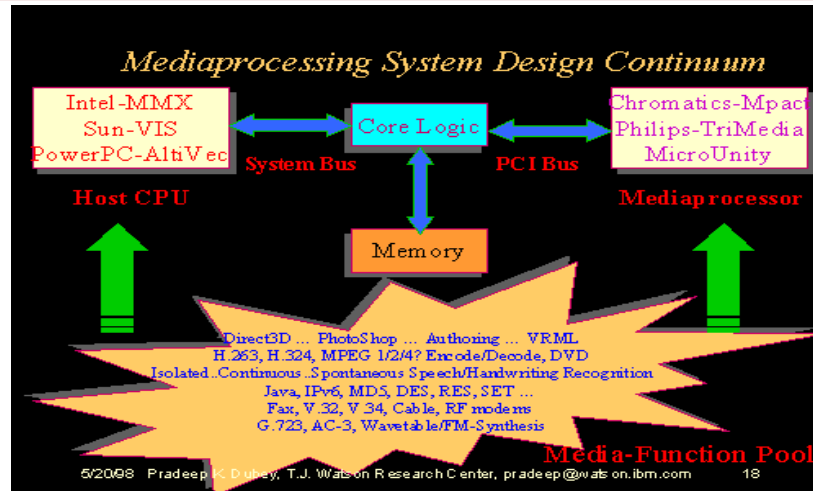 Mediaprocessing System Design Continuum
Intel-MMX
Sun-VIS
PowerPC-AltiVec
Host CPU
System Bus
Core Logic
PCI Bus
Chromatics-Mpact
Philips-TriMedia
MicroUnity
Mediaprocessor
Memory
Direct3D ... PhotoShop ... Authoring ... VRML
H.263, H.324, MPEG 1/2/4? Encode/Decode, DVD
Isolated..Continuous..Spontaneous Speech/Handwriting Recognition
Java, IPv6, MD5, DES, RES, SET ...
Fax, V.32, V.34, Cable, RF modems
G.723, AC-3, Wavetable/FM-Synthesis
Media-Function Pool
5/20/98 Pradeep K. Dubey, T.J. Watson Research Center, pradeep@watson.ibm.com 18